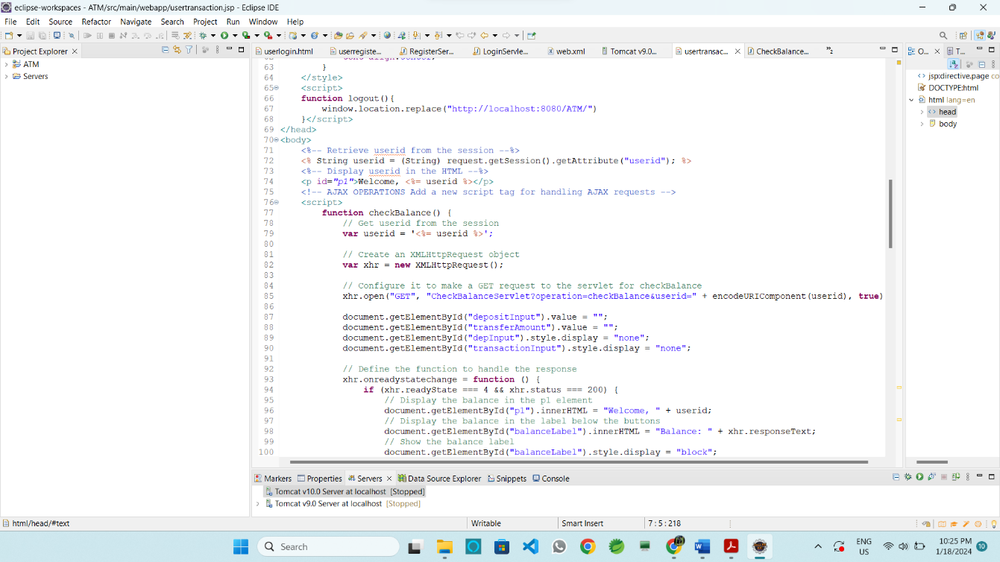 eclipse-workspaces - ATM/src/main/webapp/usertransaction.jsp - Eclipse IDE
File Edit Source Refactor Navigate Search Project Run Window Help
Project Explorer
userlogin.html userregiste... RegisterSer... LoginServle... web.xml Tomcat v9.0... usertransac... CheckBalance... »2
O... T...
ATM
Servers
63 }
64 </style>
65 <script>
66 function logout(){
67 window.location.replace("http://localhost:8080/ATM/")
68 }</script>
69 </head>
70 <body>
71 <%-- Retrieve userid from the session --%>
72 <% String userid = (String) request.getSession().getAttribute("userid"); %>
73 <%-- Display userid in the HTML --%>
74 <p id="p1">Welcome, <%= userid %></p>
75 <!-- AJAX OPERATIONS Add a new script tag for handling AJAX requests -->
76 <script>
77 function checkBalance() {
78 // Get userid from the session
79 var userid = '<%= userid %>';
80
81 // Create an XMLHttpRequest object
82 var xhr = new XMLHttpRequest();
83
84 // Configure it to make a GET request to the servlet for checkBalance
85 xhr.open("GET", "CheckBalanceServlet?operation=checkBalance&userid=" + encodeURIComponent(userid), true)
86
87 document.getElementById("depositInput").value = "";
88 document.getElementById("transferAmount").value = "";
89 document.getElementById("depInput").style.display = "none";
90 document.getElementById("transactionInput").style.display = "none";
91
92 // Define the function to handle the response
93 xhr.onreadystatechange = function () {
94 if (xhr.readyState === 4 && xhr.status === 200) {
95 // Display the balance in the p1 element
96 document.getElementById("p1").innerHTML = "Welcome, " + userid;
97 // Display the balance in the label below the buttons
98 document.getElementById("balanceLabel").innerHTML = "Balance: " + xhr.responseText;
99 // Show the balance label
100 document.getElementById("balanceLabel").style.display = "block";
jsp:directive.page co
DOCTYPE:html
html lang=en
head
body
Markers Properties Servers Data Source Explorer Snippets Console
Tomcat v10.0 Server at localhost [Stopped]
Tomcat v9.0 Server at localhost [Stopped]
html/head/#text Writable Smart Insert 7 : 5 : 218
Search
ENG
US
10:25 PM
1/18/2024
10